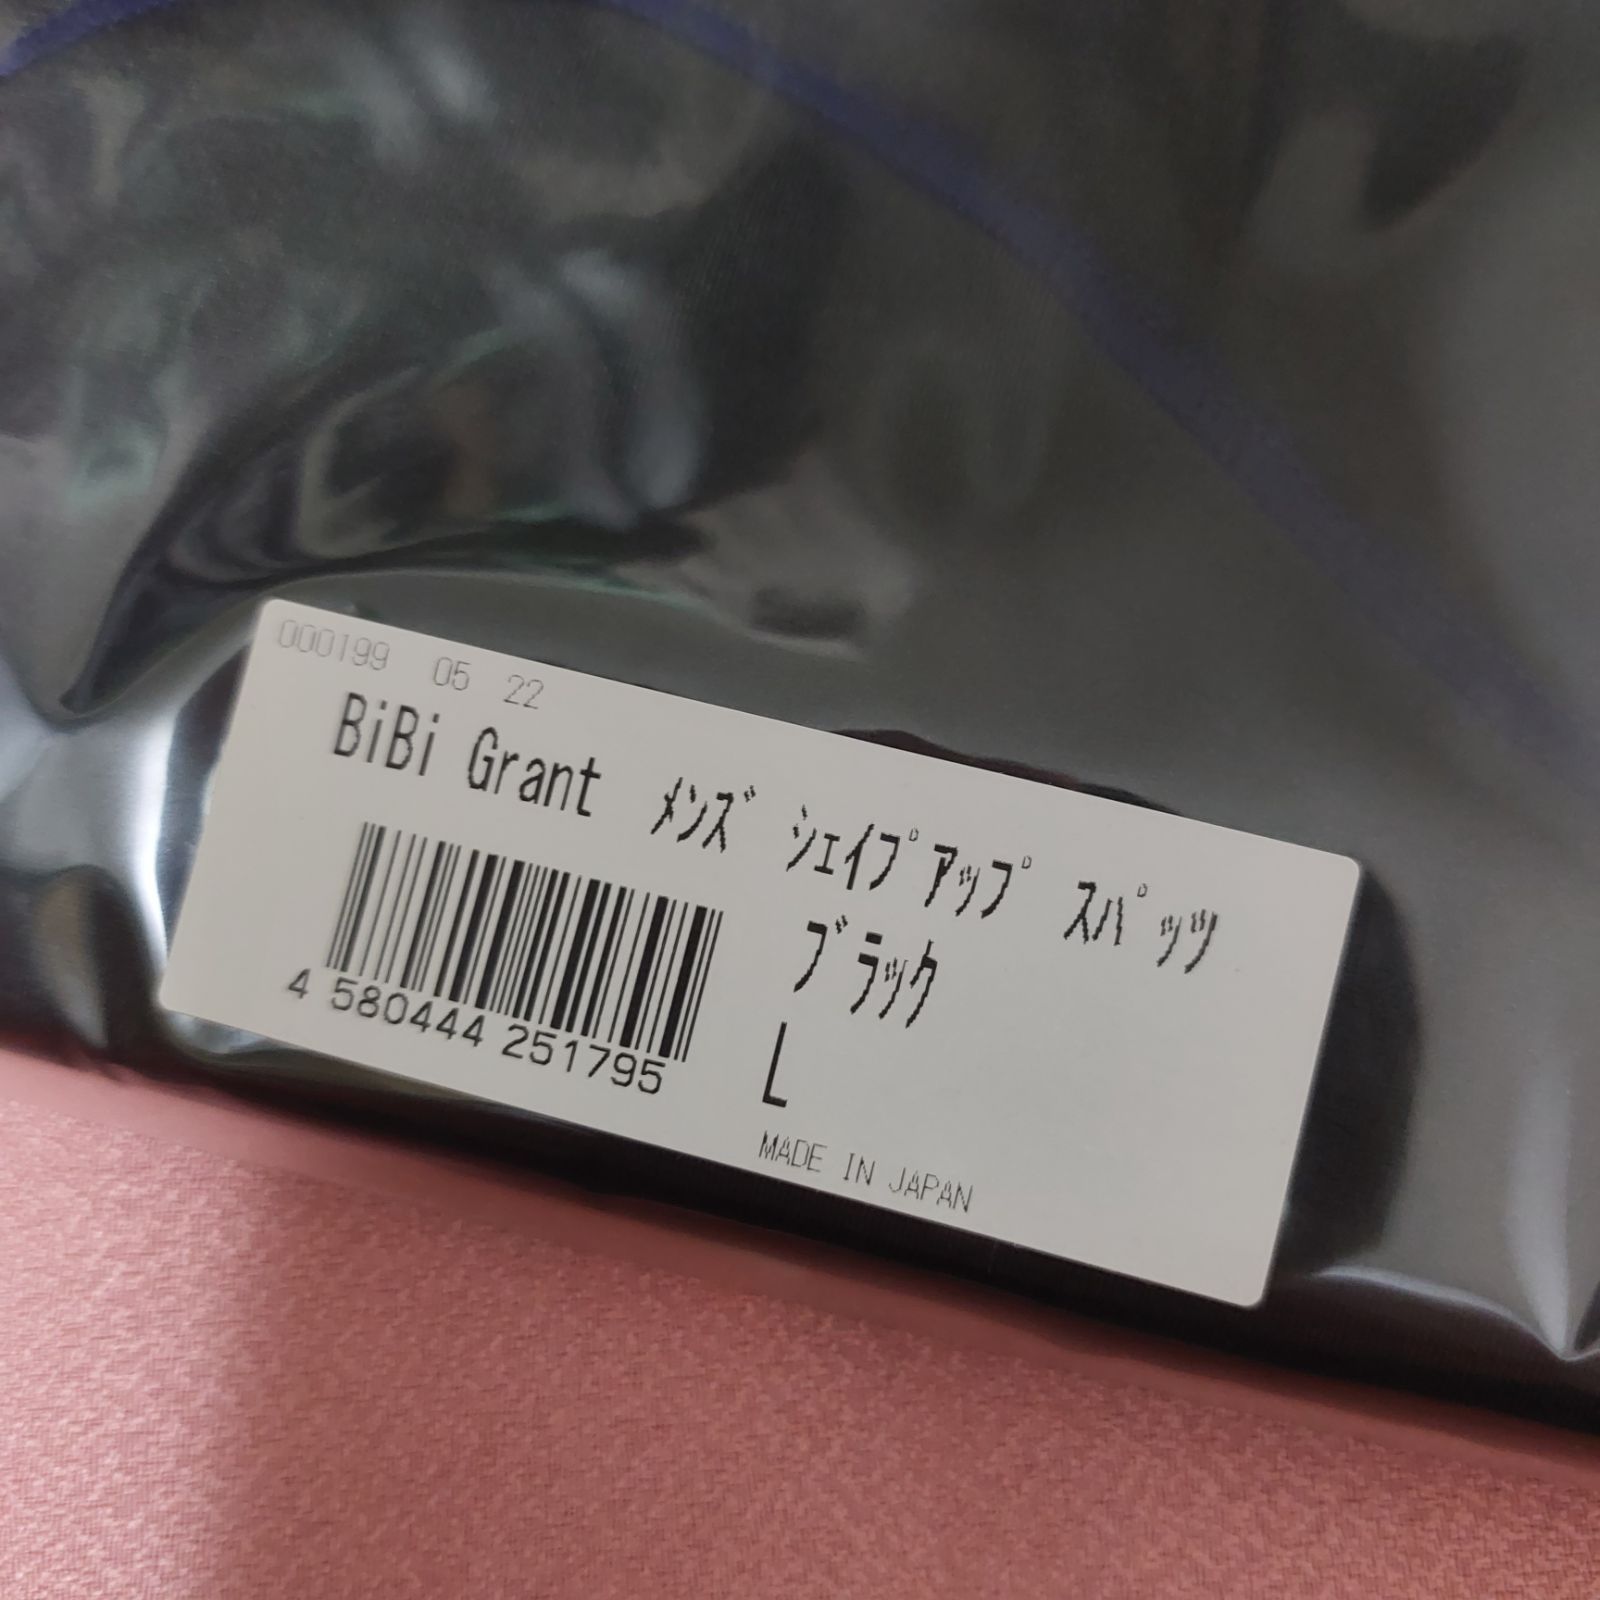 000199 05 22
BiBi Grant ﾒﾝｽﾞ ｼｪｲﾌﾟｱｯﾌﾟ ｽﾊﾟｯﾂ
ﾌﾞﾗｯｸ
L
4 580444 251795
MADE IN JAPAN